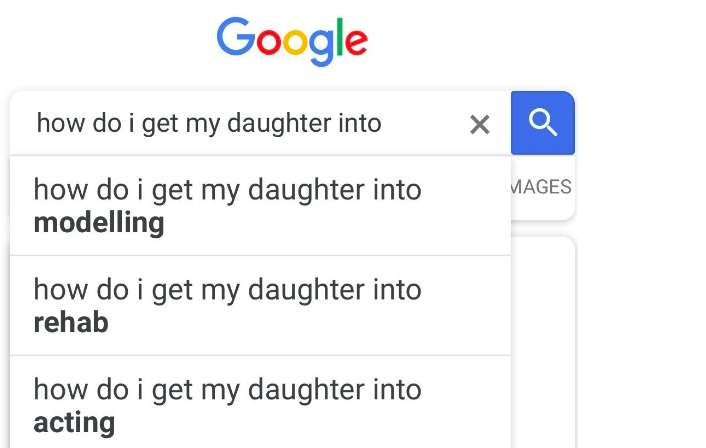 Google
how do i get my daughter into
MAGES
how do i get my daughter into
modelling
how do i get my daughter into
rehab
how do i get my daughter into
acting